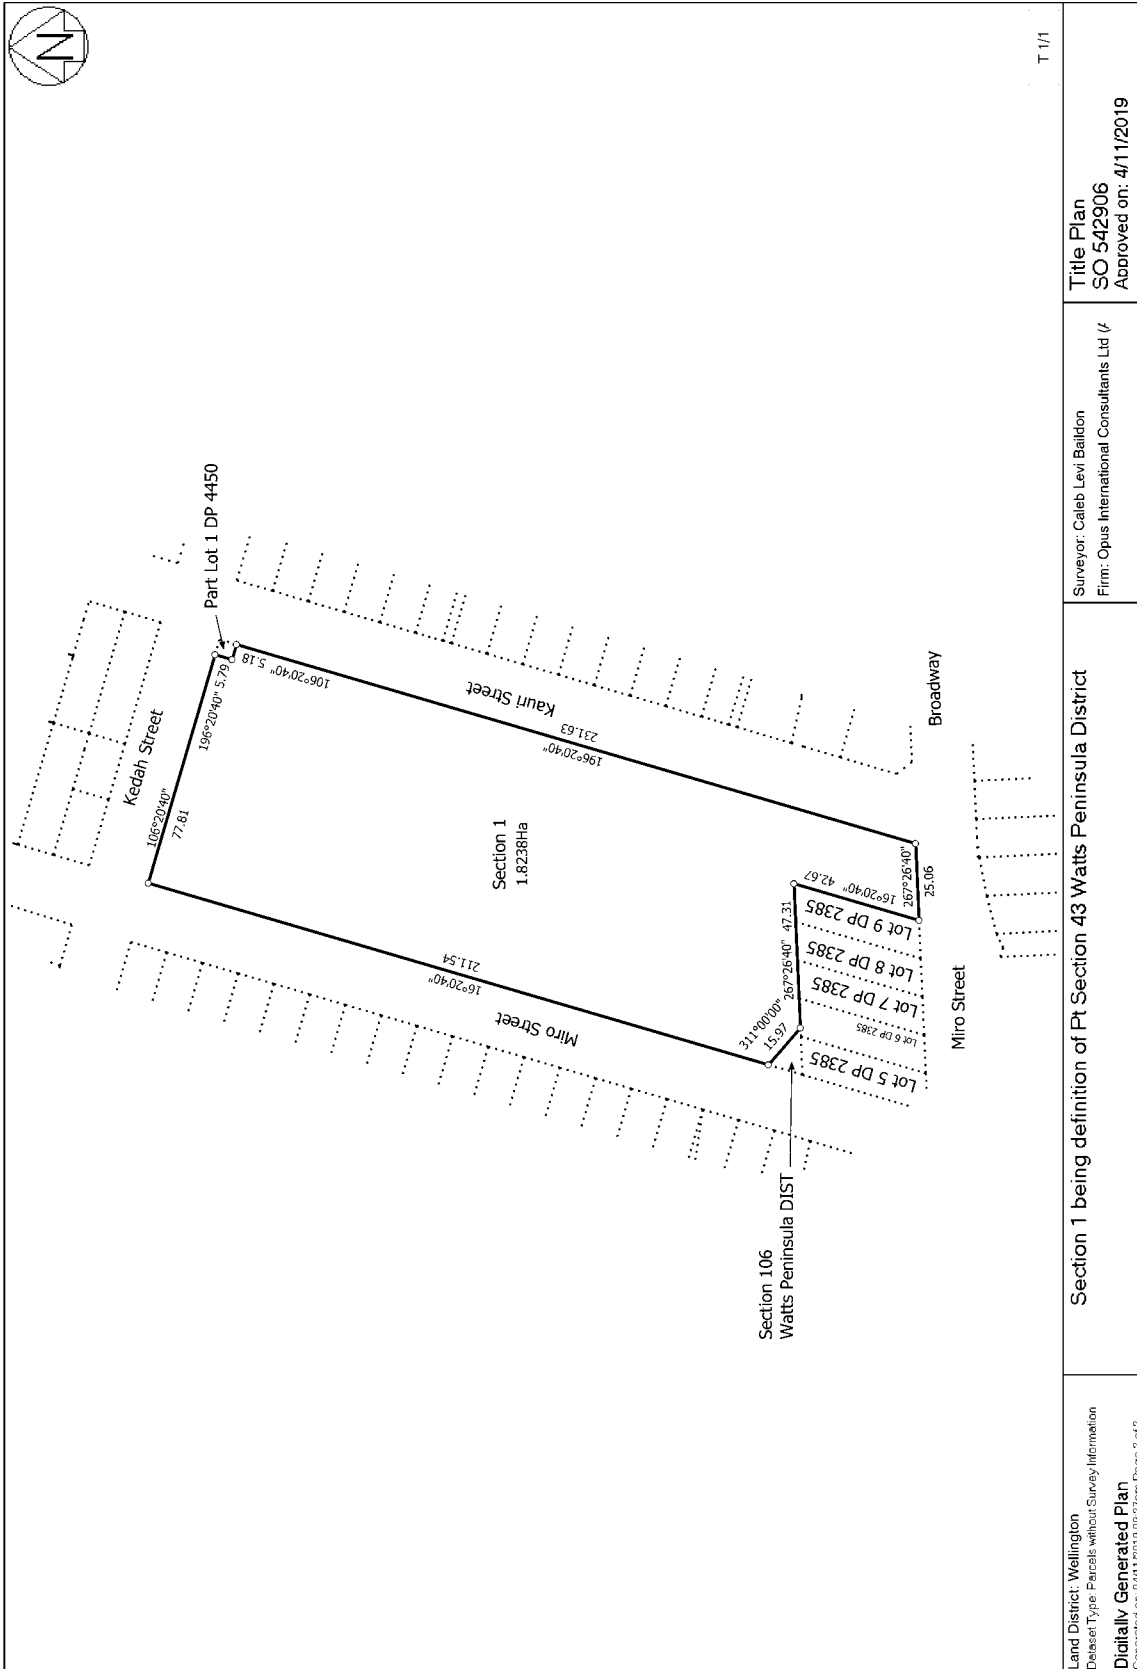 N
T 1/1
Kedah Street
106°20'40"
77.81
196°20'40" 5.79
Part Lot 1 DP 4450
106°20'40" 5.18
Kauri Street
231.63
196°20'40"
Section 1
1.8238Ha
211.54
16°20'40"
Miro Street
311°00'00"
15.97
267°26'40" 47.31
16°20'40" 42.67
267°26'40"
25.06
Broadway
Lot 5 DP 2385
Lot 6 DP 2385
Lot 7 DP 2385
Lot 8 DP 2385
Lot 9 DP 2385
Miro Street
Section 106
Watts Peninsula DIST
Land District: Wellington
Dataset Type: Parcels without Survey Information
Digitally Generated Plan
Section 1 being definition of Pt Section 43 Watts Peninsula District
Surveyor: Caleb Levi Baildon
Firm: Opus International Consultants Ltd (
Title Plan
SO 542906
Approved on: 4/11/2019